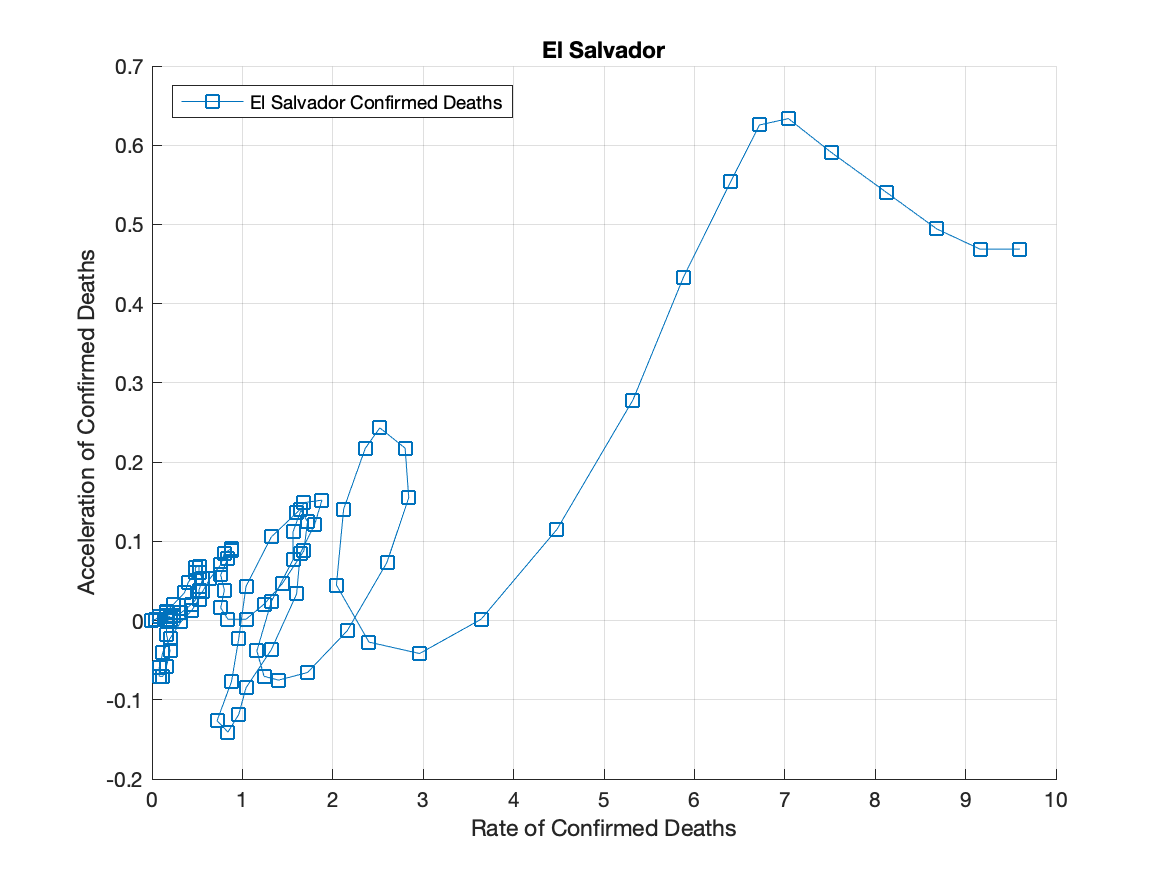 El Salvador
El Salvador Confirmed Deaths
Acceleration of Confirmed Deaths
0.7
0.6
0.5
0.4
0.3
0.2
0.1
0
-0.1
-0.2
0 1 2 3 4 5 6 7 8 9 10
Rate of Confirmed Deaths